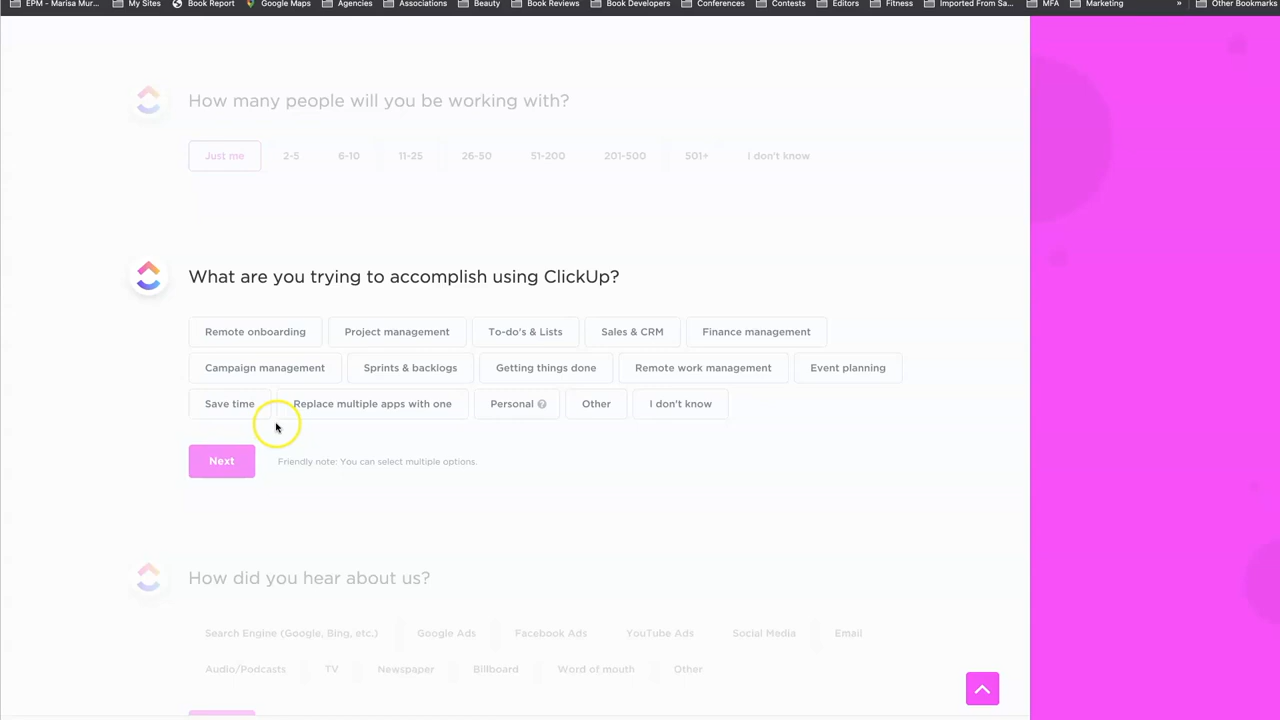 EPM - Marisa Mur... My Sites Book Report Google Maps Agencies Associations Beauty Book Reviews Book Developers Conferences Contests Editors Fitness Imported From Sa... MFA Marketing » Other Bookmarks
How many people will you be working with?
Just me 2-5 6-10 11-25 26-50 51-200 201-500 501+ I don't know
What are you trying to accomplish using ClickUp?
Remote onboarding Project management To-do's & Lists Sales & CRM Finance management
Campaign management Sprints & backlogs Getting things done Remote work management Event planning
Save time Replace multiple apps with one Personal ? Other I don't know
Next Friendly note: You can select multiple options.
How did you hear about us?
Search Engine (Google, Bing, etc.) Google Ads Facebook Ads YouTube Ads Social Media Email
Audio/Podcasts TV Newspaper Billboard Word of mouth Other